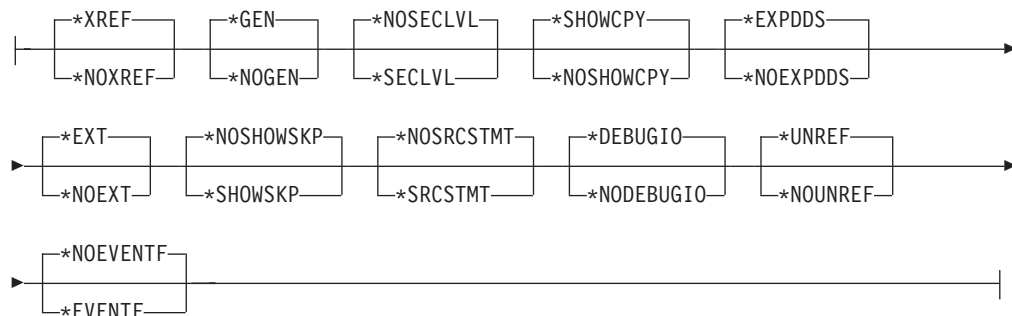 *XREF *GEN *NOSECLVL *SHOWCPY *EXPDDS
*NOXREF *NOGEN *SECLVL *NOSHOWCPY *NOEXPDDS
*EXT *NOSHOWSKP *NOSRCSTMT *DEBUGIO *UNREF
*NOEXT *SHOWSKP *SRCSTMT *NODEBUGIO *NOUNREF
*NOEVENTF
*EVENTF